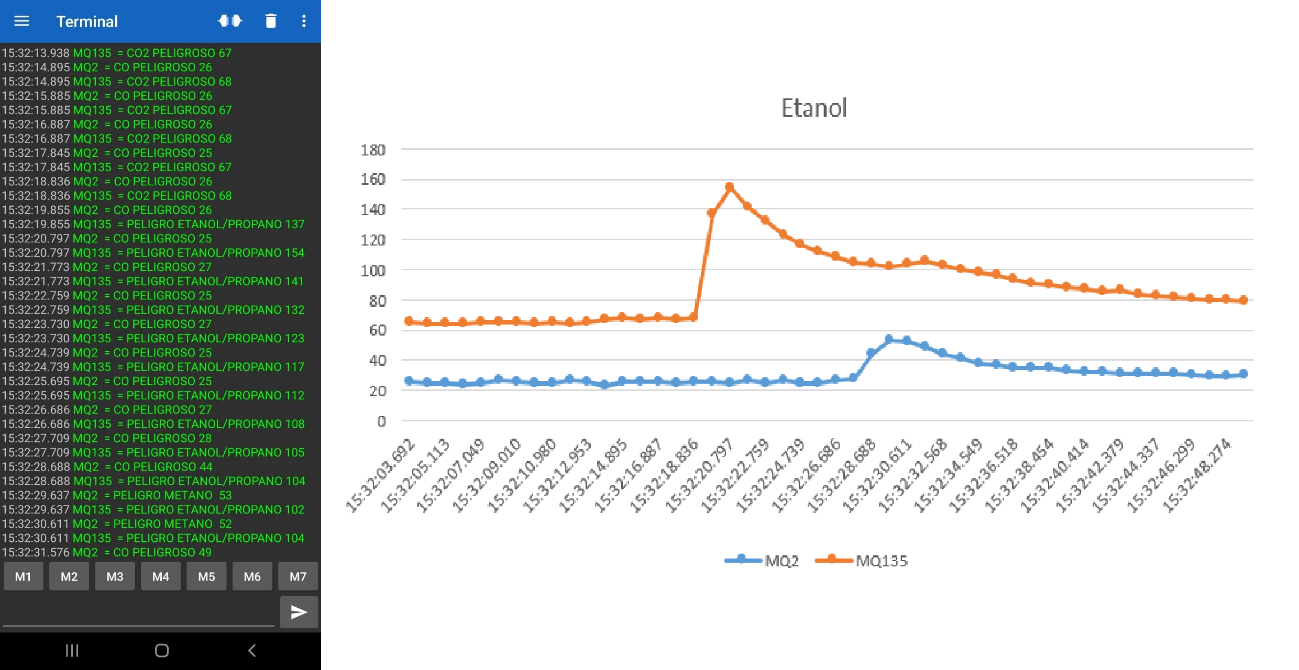 Terminal
15:32:13.938 MQ135 = CO2 PELIGROSO 67
15:32:14.895 MQ2 = CO PELIGROSO 26
15:32:14.895 MQ135 = CO2 PELIGROSO 68
15:32:15.885 MQ2 = CO PELIGROSO 26
15:32:15.885 MQ135 = CO2 PELIGROSO 67
15:32:16.887 MQ2 = CO PELIGROSO 26
15:32:16.887 MQ135 = CO2 PELIGROSO 68
15:32:17.845 MQ2 = CO PELIGROSO 25
15:32:17.845 MQ135 = CO2 PELIGROSO 67
15:32:18.836 MQ2 = CO PELIGROSO 26
15:32:18.836 MQ135 = CO2 PELIGROSO 68
15:32:19.855 MQ2 = CO PELIGROSO 26
15:32:19.855 MQ135 = PELIGRO ETANOL/PROPANO 137
15:32:20.797 MQ2 = CO PELIGROSO 25
15:32:20.797 MQ135 = PELIGRO ETANOL/PROPANO 154
15:32:21.773 MQ2 = CO PELIGROSO 27
15:32:21.773 MQ135 = PELIGRO ETANOL/PROPANO 141
15:32:22.759 MQ2 = CO PELIGROSO 25
15:32:22.759 MQ135 = PELIGRO ETANOL/PROPANO 132
15:32:23.730 MQ2 = CO PELIGROSO 27
15:32:23.730 MQ135 = PELIGRO ETANOL/PROPANO 123
15:32:24.739 MQ2 = CO PELIGROSO 25
15:32:24.739 MQ135 = PELIGRO ETANOL/PROPANO 117
15:32:25.695 MQ2 = CO PELIGROSO 25
15:32:25.695 MQ135 = PELIGRO ETANOL/PROPANO 112
15:32:26.686 MQ2 = CO PELIGROSO 27
15:32:26.686 MQ135 = PELIGRO ETANOL/PROPANO 108
15:32:27.709 MQ2 = CO PELIGROSO 28
15:32:27.709 MQ135 = PELIGRO ETANOL/PROPANO 105
15:32:28.688 MQ2 = CO PELIGROSO 44
15:32:28.688 MQ135 = PELIGRO ETANOL/PROPANO 104
15:32:29.637 MQ2 = PELIGRO METANO 53
15:32:29.637 MQ135 = PELIGRO ETANOL/PROPANO 102
15:32:30.611 MQ2 = PELIGRO METANO 52
15:32:30.611 MQ135 = PELIGRO ETANOL/PROPANO 104
15:32:31.576 MQ2 = CO PELIGROSO 49
M1 M2 M3 M4 M5 M6 M7
Etanol
180
160
140
120
100
80
60
40
20
0
15:32:03.692
15:32:05.113
15:32:07.049
15:32:09.010
15:32:10.980
15:32:12.953
15:32:14.895
15:32:16.887
15:32:18.836
15:32:20.797
15:32:22.759
15:32:24.739
15:32:26.686
15:32:28.688
15:32:30.611
15:32:32.568
15:32:34.549
15:32:36.518
15:32:38.454
15:32:40.414
15:32:42.379
15:32:44.337
15:32:46.299
15:32:48.274
MQ2 MQ135